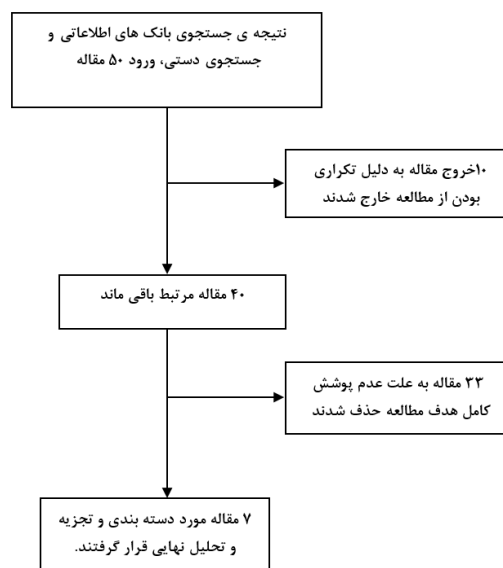 نتیجه ی جستجوی بانک های اطلاعاتی و
جستجوی دستی، ورود ۵۰ مقاله
۱۰خروج مقاله به دلیل تکراری
بودن از مطالعه خارج شدند
۴۰ مقاله مرتبط باقی ماند
۳۳ مقاله به علت عدم پوشش
کامل هدف مطالعه حذف شدند
۷ مقاله مورد دسته بندی و تجزیه
و تحلیل نهایی قرار گرفتند.